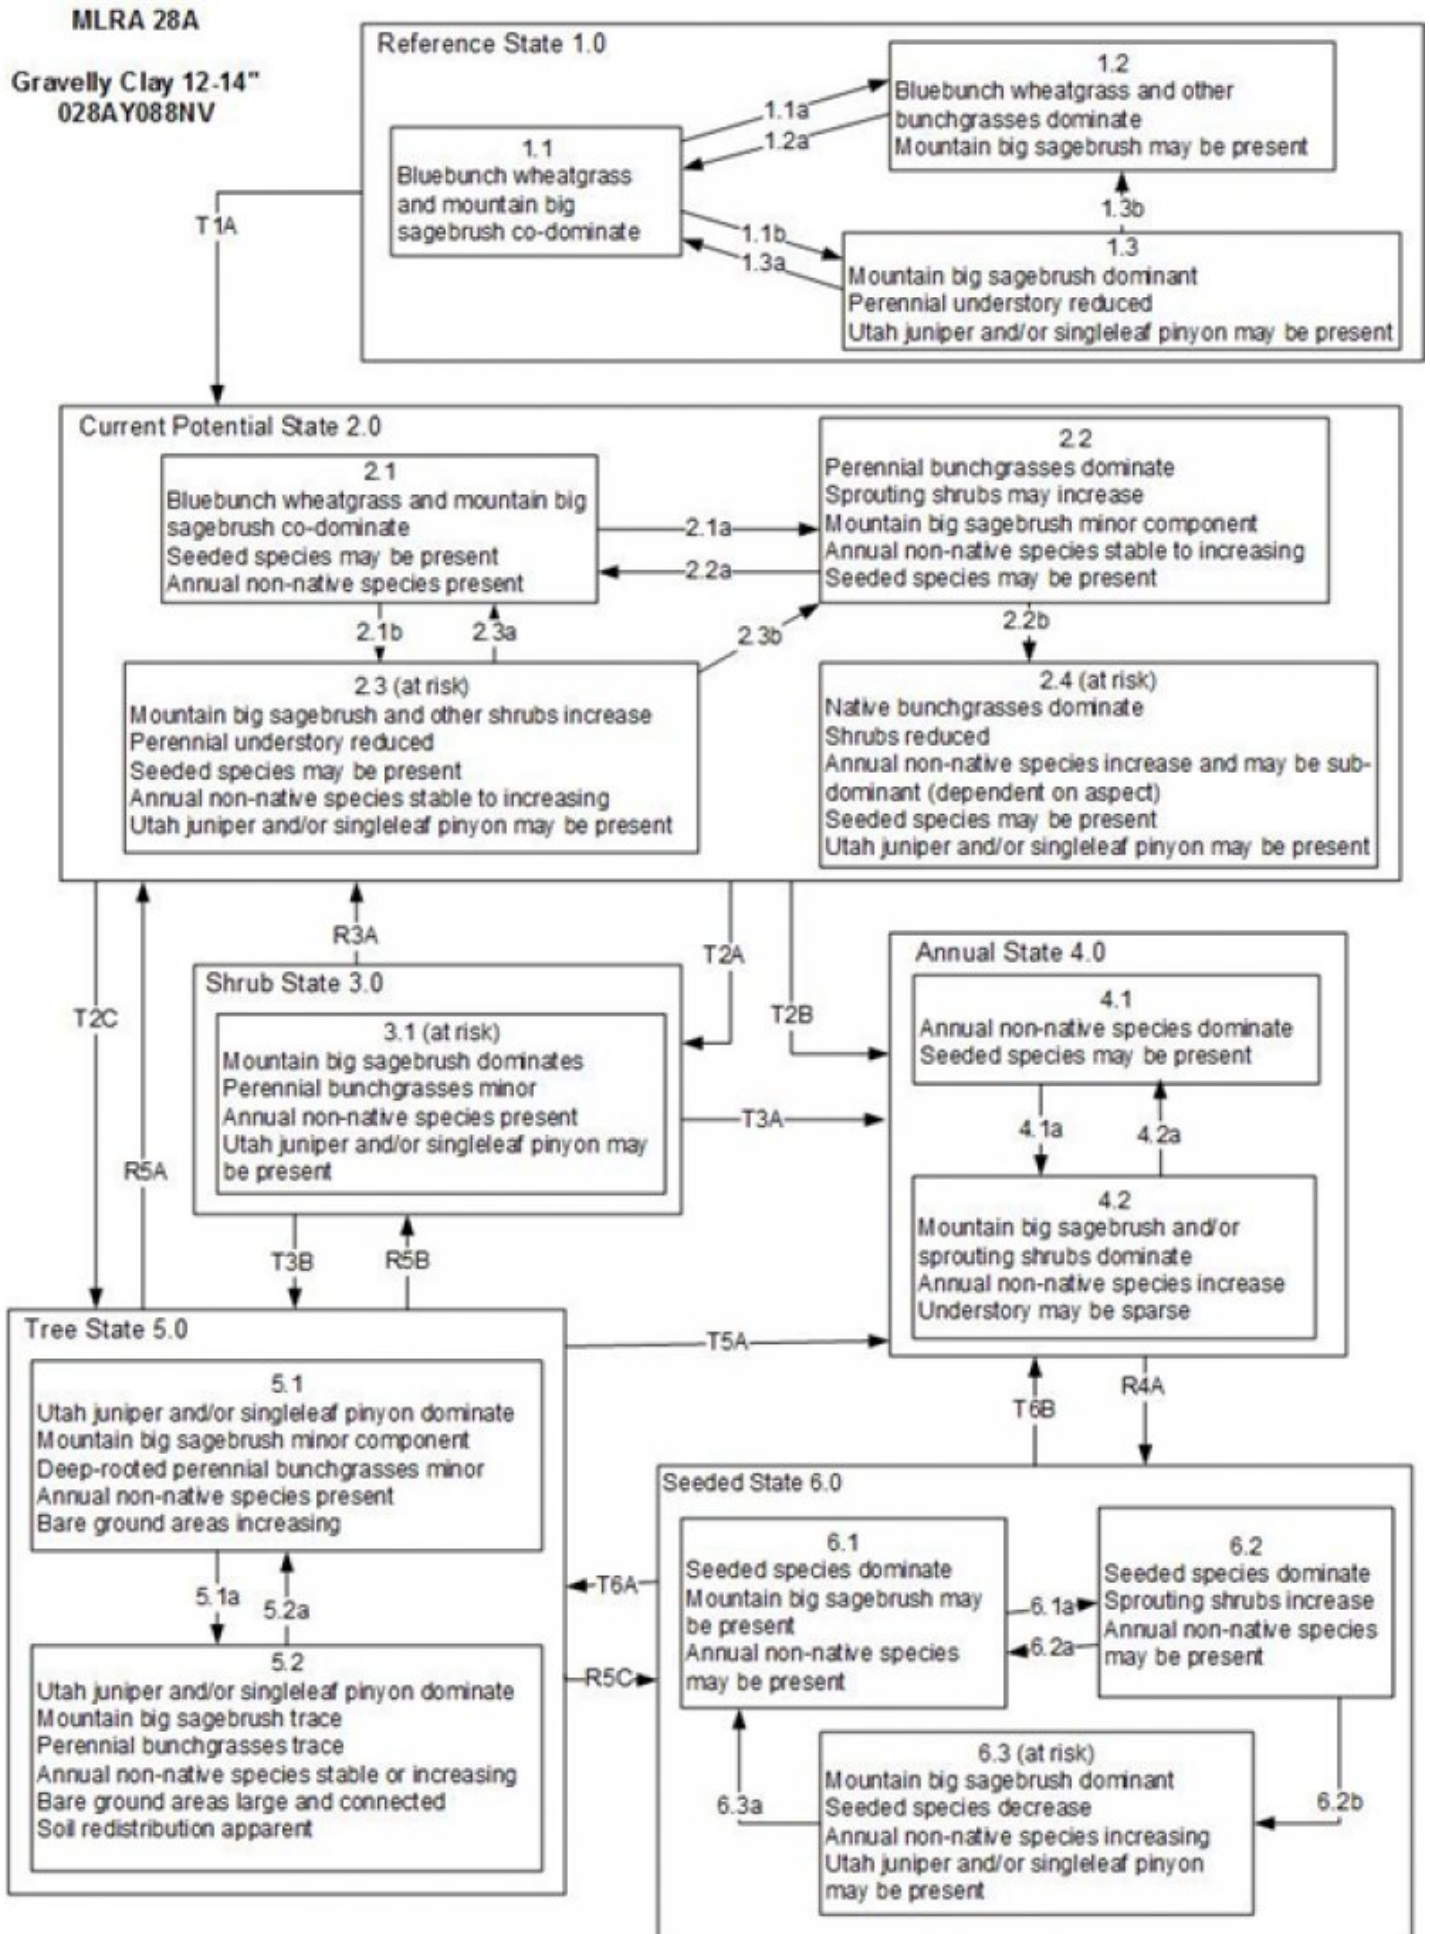 MLRA 28A
Gravelly Clay 12-14"
028AY088NV
Reference State 1.0
1.1
Bluebunch wheatgrass
and mountain big
sagebrush co-dominate
1.1a
1.2a
1.2
Bluebunch wheatgrass and other
bunchgrasses dominate
Mountain big sagebrush may be present
1.3b
1.1b
1.3a
1.3
Mountain big sagebrush dominant
Perennial understory reduced
Utah juniper and/or singleleaf pinyon may be present
T1A
Current Potential State 2.0
2.1
Bluebunch wheatgrass and mountain big
sagebrush co-dominate
Seeded species may be present
Annual non-native species present
2.1a
2.2a
2.2
Perennial bunchgrasses dominate
Sprouting shrubs may increase
Mountain big sagebrush minor component
Annual non-native species stable to increasing
Seeded species may be present
2.1b
2.3a
2.3b
2.2b
2.3 (at risk)
Mountain big sagebrush and other shrubs increase
Perennial understory reduced
Seeded species may be present
Annual non-native species stable to increasing
Utah juniper and/or singleleaf pinyon may be present
2.4 (at risk)
Native bunchgrasses dominate
Shrubs reduced
Annual non-native species increase and may be sub-
dominant (dependent on aspect)
Seeded species may be present
Utah juniper and/or singleleaf pinyon may be present
T2C
R5A
R3A
T2A
T2B
Shrub State 3.0
3.1 (at risk)
Mountain big sagebrush dominates
Perennial bunchgrasses minor
Annual non-native species present
Utah juniper and/or singleleaf pinyon may
be present
T3A
T3B
R5B
Annual State 4.0
4.1
Annual non-native species dominate
Seeded species may be present
4.1a
4.2a
4.2
Mountain big sagebrush and/or
sprouting shrubs dominate
Annual non-native species increase
Understory may be sparse
T5A
T6B
R4A
Tree State 5.0
5.1
Utah juniper and/or singleleaf pinyon dominate
Mountain big sagebrush minor component
Deep-rooted perennial bunchgrasses minor
Annual non-native species present
Bare ground areas increasing
5.1a
5.2a
5.2
Utah juniper and/or singleleaf pinyon dominate
Mountain big sagebrush trace
Perennial bunchgrasses trace
Annual non-native species stable or increasing
Bare ground areas large and connected
Soil redistribution apparent
T6A
R5C
Seeded State 6.0
6.1
Seeded species dominate
Mountain big sagebrush may
be present
Annual non-native species
may be present
6.1a
6.2a
6.2
Seeded species dominate
Sprouting shrubs increase
Annual non-native species
may be present
6.3a
6.2b
6.3 (at risk)
Mountain big sagebrush dominant
Seeded species decrease
Annual non-native species increasing
Utah juniper and/or singleleaf pinyon
may be present